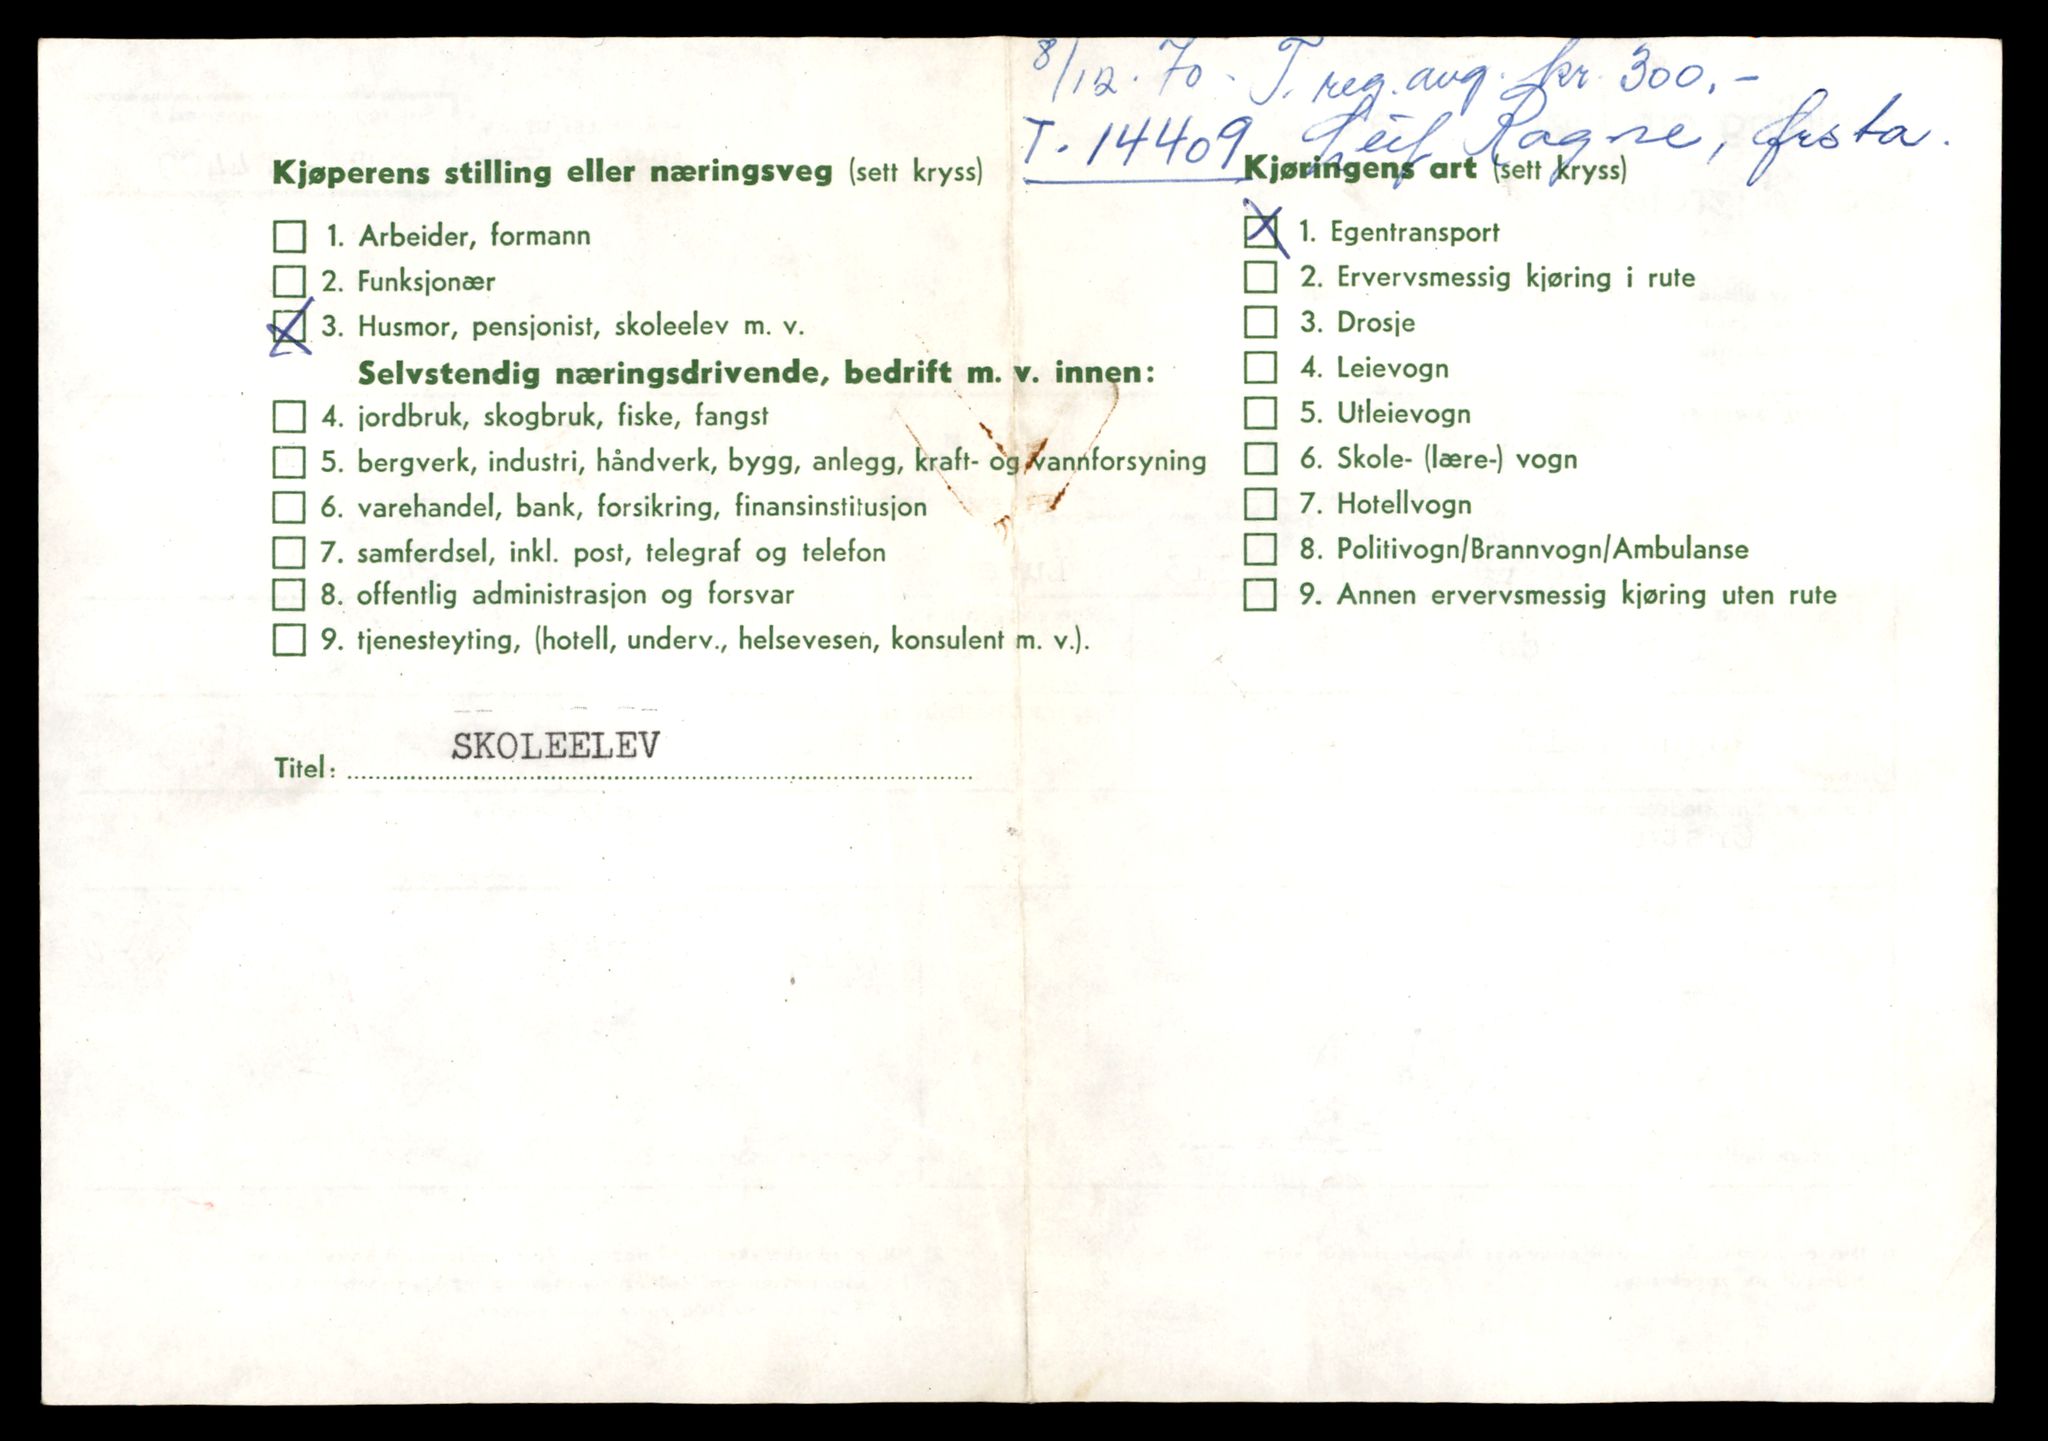 8/12.70 - T. reg. avg. kr. 300.-
T. 14409 Leif Rogne, Ørsta.
Kjøperens stilling eller næringsveg (sett kryss)
1. Arbeider, formann
2. Funksjonær
3. Husmor, pensjonist, skoleelev m. v.
Selvstendig næringsdrivende, bedrift m. v. innen:
4. jordbruk, skogbruk, fiske, fangst
5. bergverk, industri, håndverk, bygg, anlegg, kraft- og vannforsyning
6. varehandel, bank, forsikring, finansinstitusjon
7. samferdsel, inkl. post, telegraf og telefon
8. offentlig administrasjon og forsvar
9. tjenesteyting, (hotell, underv., helsevesen, konsulent m. v.).
Titel: SKOLEELEV
Kjøringens art (sett kryss)
1. Egentransport
2. Ervervsmessig kjøring i rute
3. Drosje
4. Leievogn
5. Utleievogn
6. Skole- (lære-) vogn
7. Hotellvogn
8. Politivogn/Brannvogn/Ambulanse
9. Annen ervervsmessig kjøring uten rute